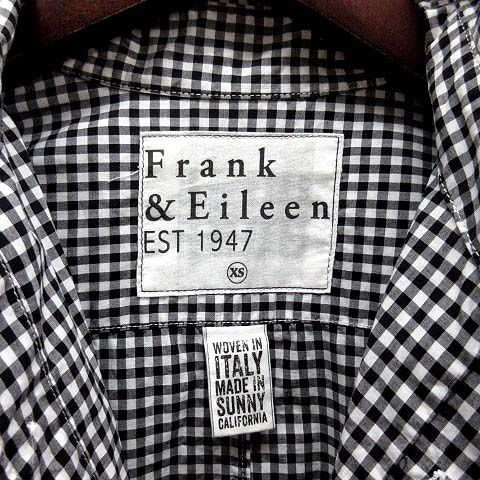 Frank
& Eileen
EST 1947
XS
WOVEN IN
ITALY
MADE IN
SUNNY
CALIFORNIA